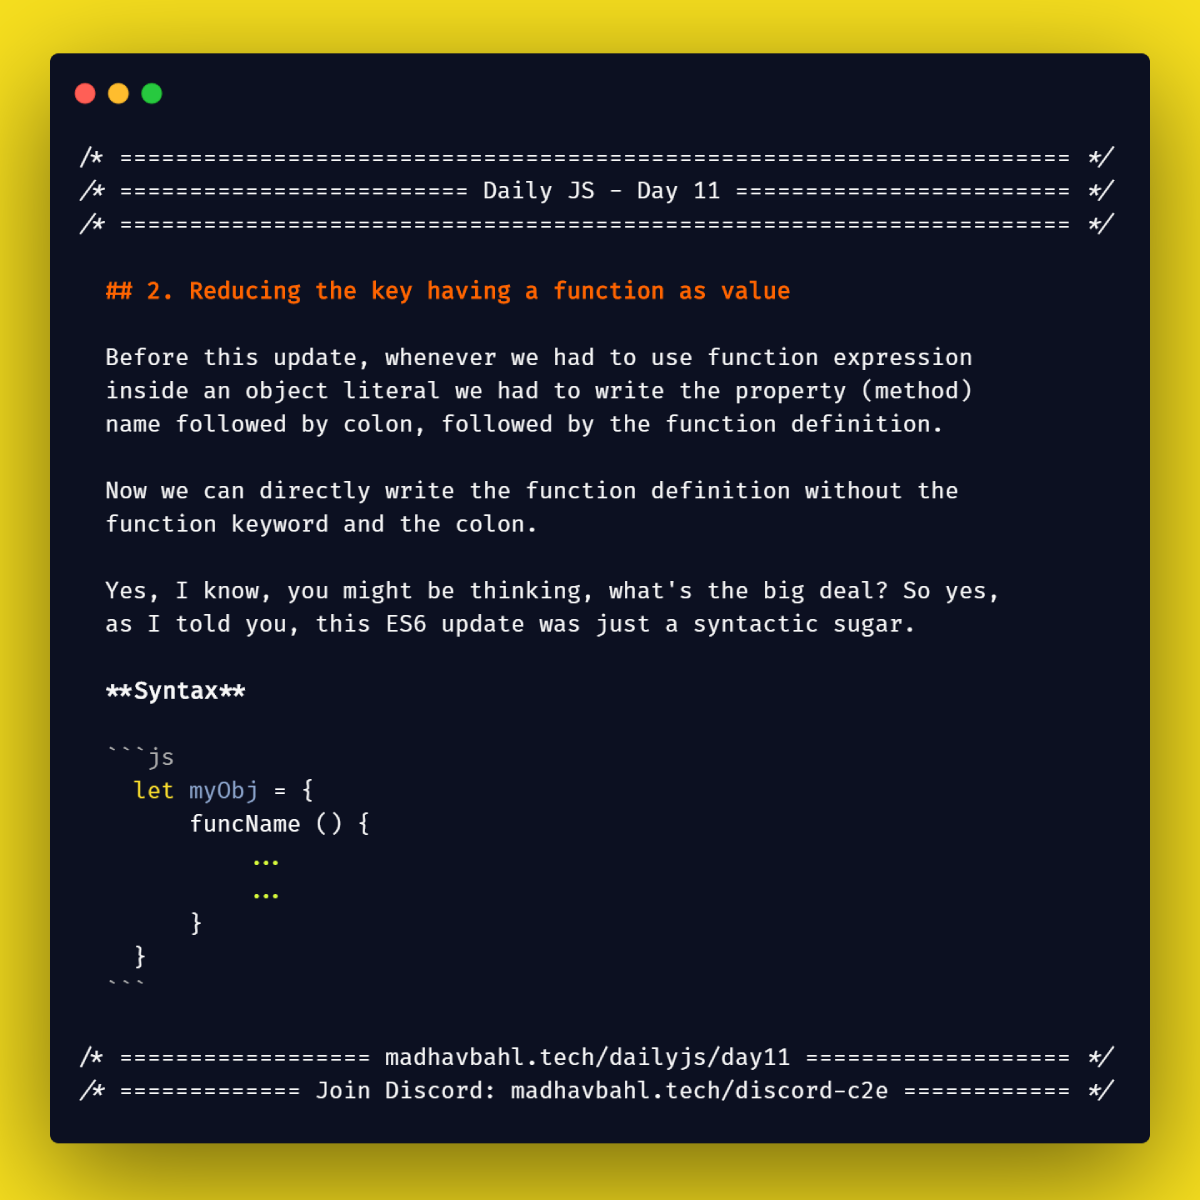 /* ==================================================================== */
/* ========================= Daily JS - Day 11 ======================== */
/* ==================================================================== */
## 2. Reducing the key having a function as value
Before this update, whenever we had to use function expression
inside an object literal we had to write the property (method)
name followed by colon, followed by the function definition.
Now we can directly write the function definition without the
function keyword and the colon.
Yes, I know, you might be thinking, what's the big deal? So yes,
as I told you, this ES6 update was just a syntactic sugar.
**Syntax**
```js
let myObj = {
funcName () {
...
...
}
}
```
/* ================== madhavbahl.tech/dailyjs/day11 =================== */
/* ============= Join Discord: madhavbahl.tech/discord-c2e ============ */